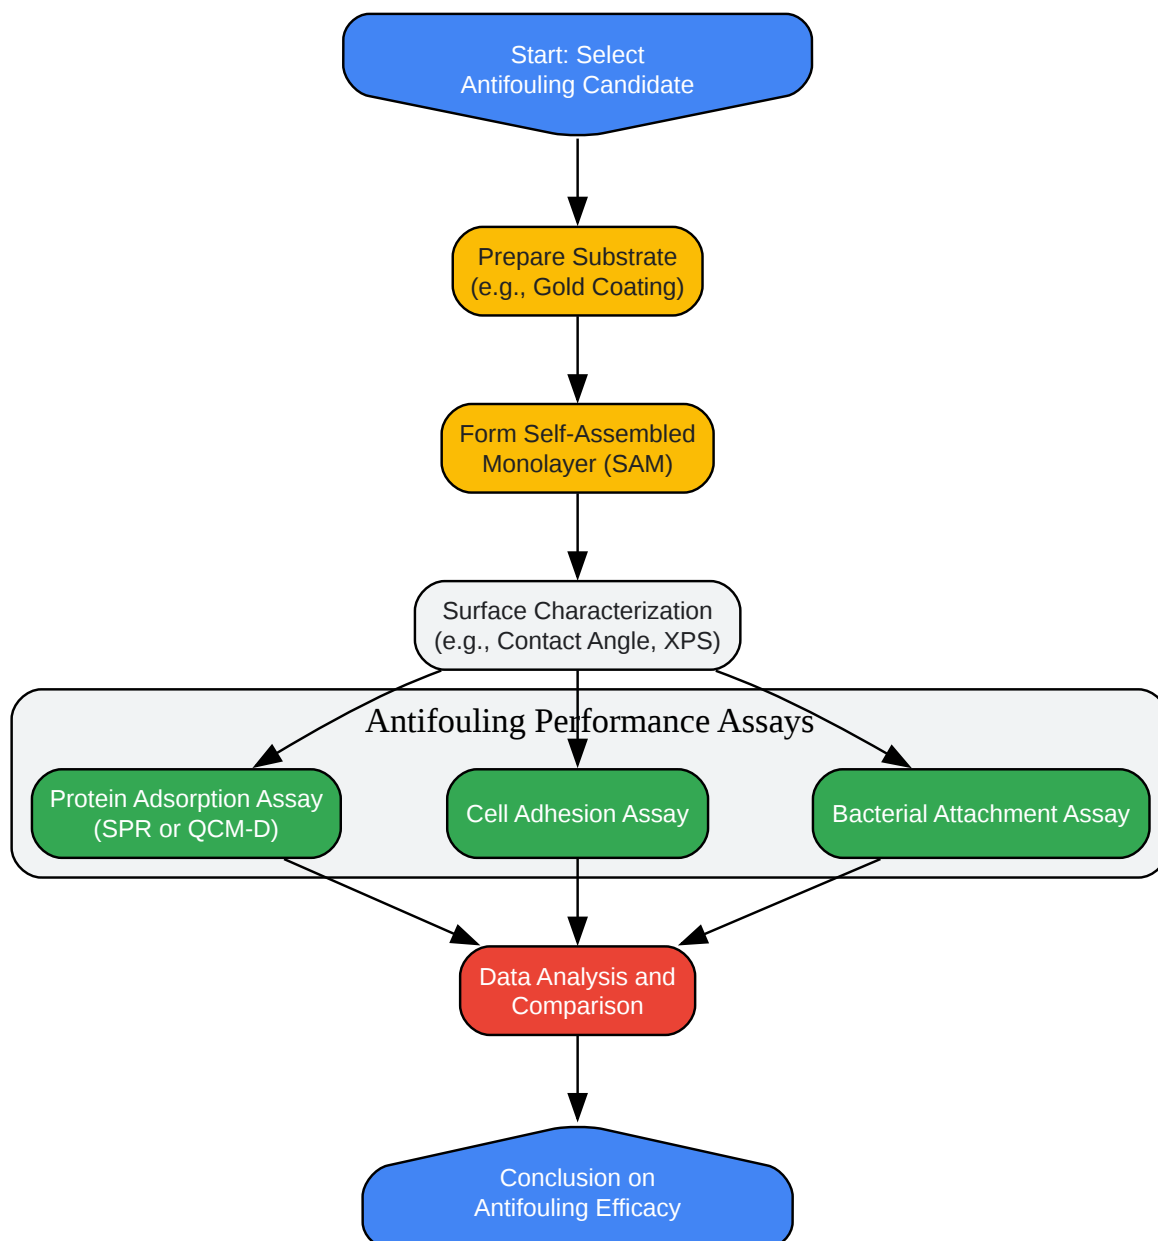 Start: Select
Antifouling Candidate
Prepare Substrate
(e.g., Gold Coating)
Form Self-Assembled
Monolayer (SAM)
Surface Characterization
(e.g., Contact Angle, XPS)
Antifouling Performance Assays
Protein Adsorption Assay
(SPR or QCM-D)
Cell Adhesion Assay
Bacterial Attachment Assay
Data Analysis and
Comparison
Conclusion on
Antifouling Efficacy